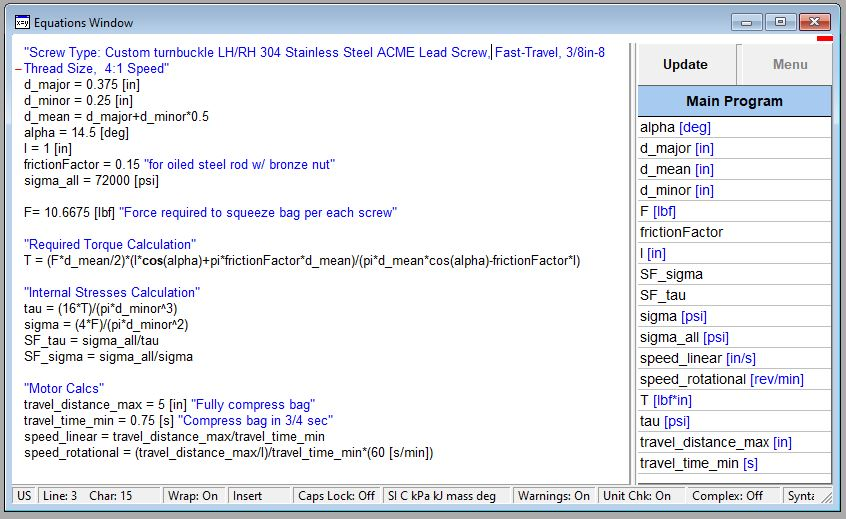 Equations Window
"Screw Type: Custom turnbuckle LH/RH 304 Stainless Steel ACME Lead Screw, Fast-Travel, 3/8in-8
Thread Size,  4:1 Speed"
d_major = 0.375 [in]
d_minor = 0.25 [in]
d_mean = d_major+d_minor*0.5
alpha = 14.5 [deg]
l = 1 [in]
frictionFactor = 0.15 "for oiled steel rod w/ bronze nut"
sigma_all = 72000 [psi]
F= 10.6675 [lbf] "Force required to squeeze bag per each screw"
"Required Torque Calculation"
T = (F*d_mean/2)*(l*cos(alpha)+pi*frictionFactor*d_mean)/(pi*d_mean*cos(alpha)-frictionFactor*l)
"Internal Stresses Calculation"
tau = (16*T)/(pi*d_minor^3)
sigma = (4*F)/(pi*d_minor^2)
SF_tau = sigma_all/tau
SF_sigma = sigma_all/sigma
"Motor Calcs"
travel_distance_max = 5 [in] "Fully compress bag"
travel_time_min = 0.75 [s] "Compress bag in 3/4 sec"
speed_linear = travel_distance_max/travel_time_min
speed_rotational = (travel_distance_max/l)/travel_time_min*(60 [s/min])
Update
Menu
Main Program
alpha [deg]
d_major [in]
d_mean [in]
d_minor [in]
F [lbf]
frictionFactor
l [in]
SF_sigma
SF_tau
sigma [psi]
sigma_all [psi]
speed_linear [in/s]
speed_rotational [rev/min]
T [lbf*in]
tau [psi]
travel_distance_max [in]
travel_time_min [s]
US Line: 3 Char: 15 Wrap: On Insert Caps Lock: Off SI C kPa kJ mass deg Warnings: On Unit Chk: On Complex: Off Synta